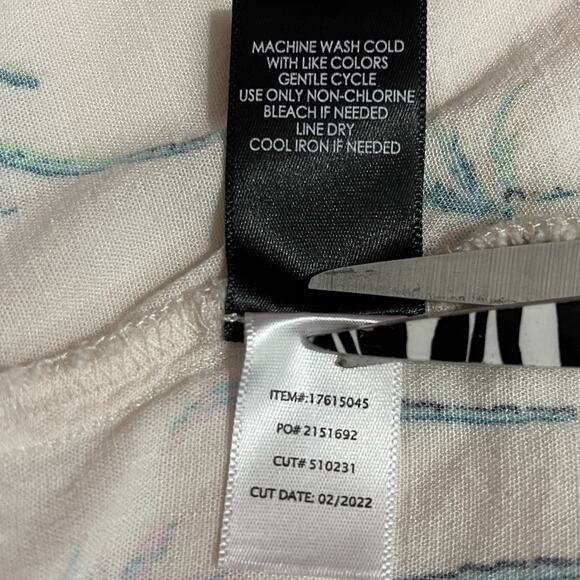 MACHINE WASH COLD
WITH LIKE COLORS
GENTLE CYCLE
USE ONLY NON-CHLORINE
BLEACH IF NEEDED
LINE DRY
COOL IRON IF NEEDED
ITEM#:17615045
PO# 2151692
CUT# 510231
CUT DATE: 02/2022